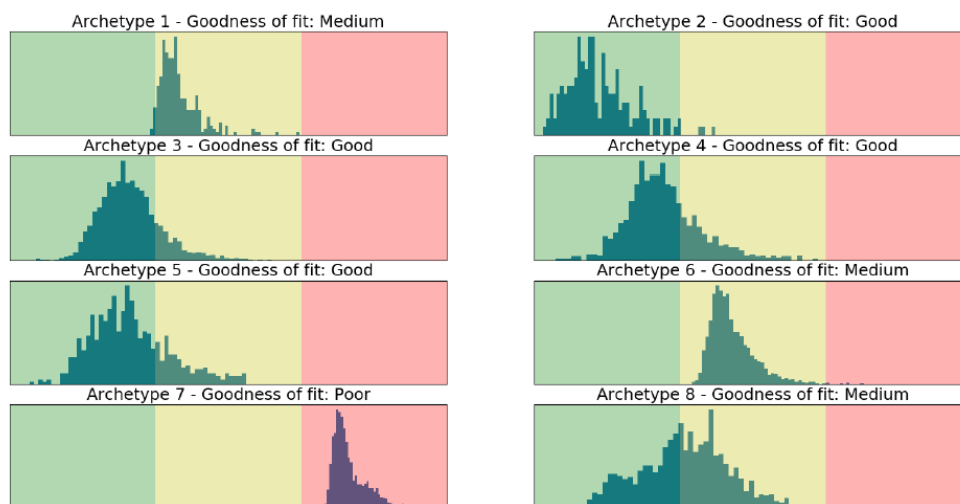 Archetype 1 - Goodness of fit: Medium
Archetype 2 - Goodness of fit: Good
Archetype 3 - Goodness of fit: Good
Archetype 4 - Goodness of fit: Good
Archetype 5 - Goodness of fit: Good
Archetype 6 - Goodness of fit: Medium
Archetype 7 - Goodness of fit: Poor
Archetype 8 - Goodness of fit: Medium